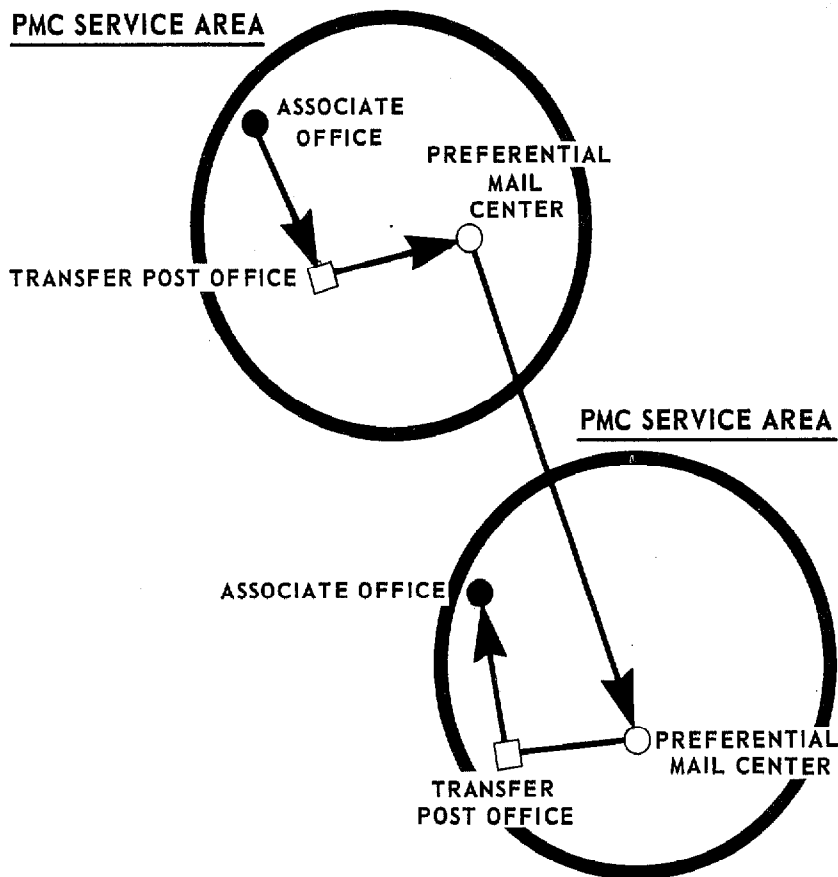 PMC SERVICE AREA
ASSOCIATE
OFFICE
PREFERENTIAL
MAIL
CENTER
TRANSFER POST OFFICE
PMC SERVICE AREA
ASSOCIATE OFFICE
PREFERENTIAL
MAIL CENTER
TRANSFER
POST OFFICE